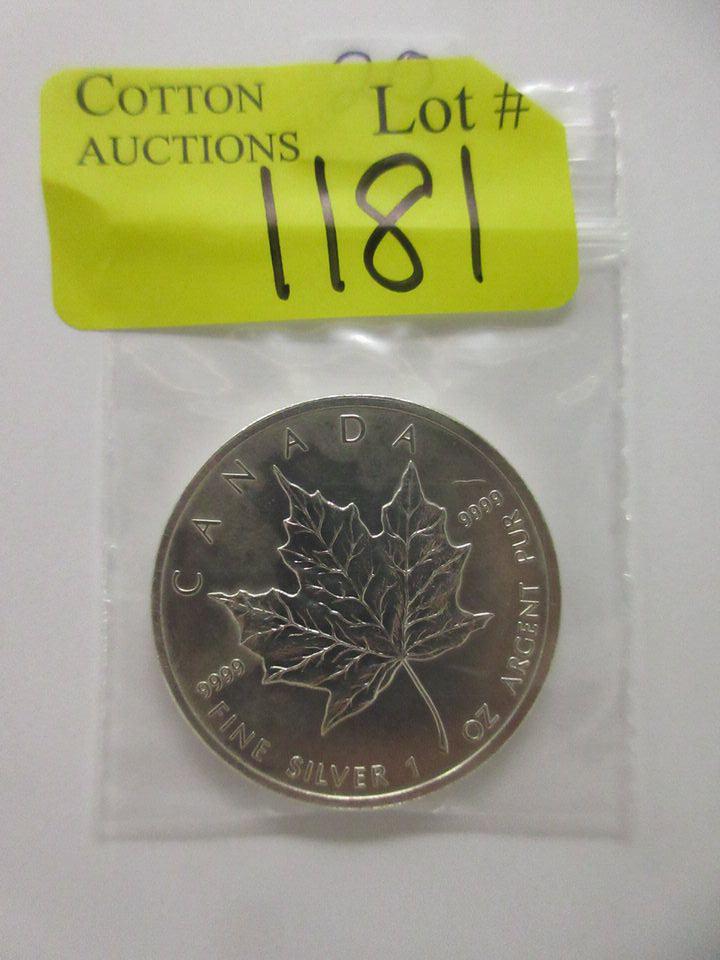 COTTON
AUCTIONS
Lot #
1181
CANADA
9999
9999
FINE SILVER 1 OZ ARGENT PUR